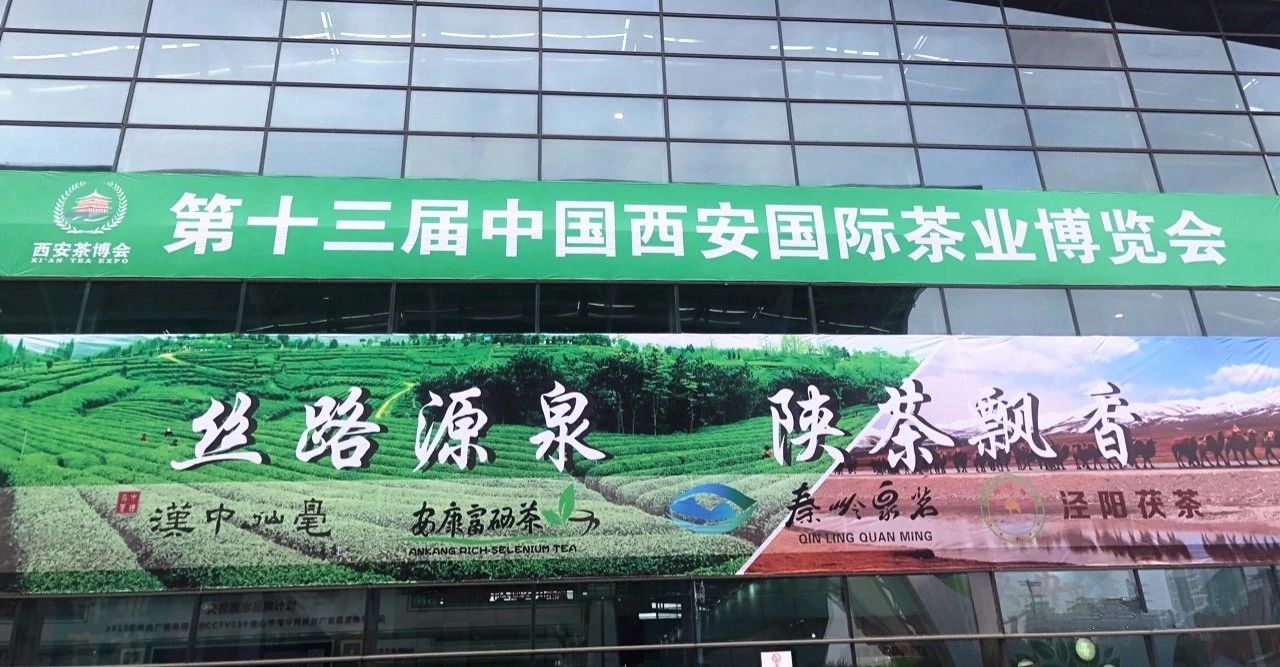 第十三届中国西安国际茶业博览会
西安茶博会
XI'AN TEA EXPO
丝路源泉 陕茶飘香
漢中仙毫
安康富硒茶
ANKANG RICH-SELENIUM TEA
秦岭泉茗
QIN LING QUAN MING
泾阳茯茶